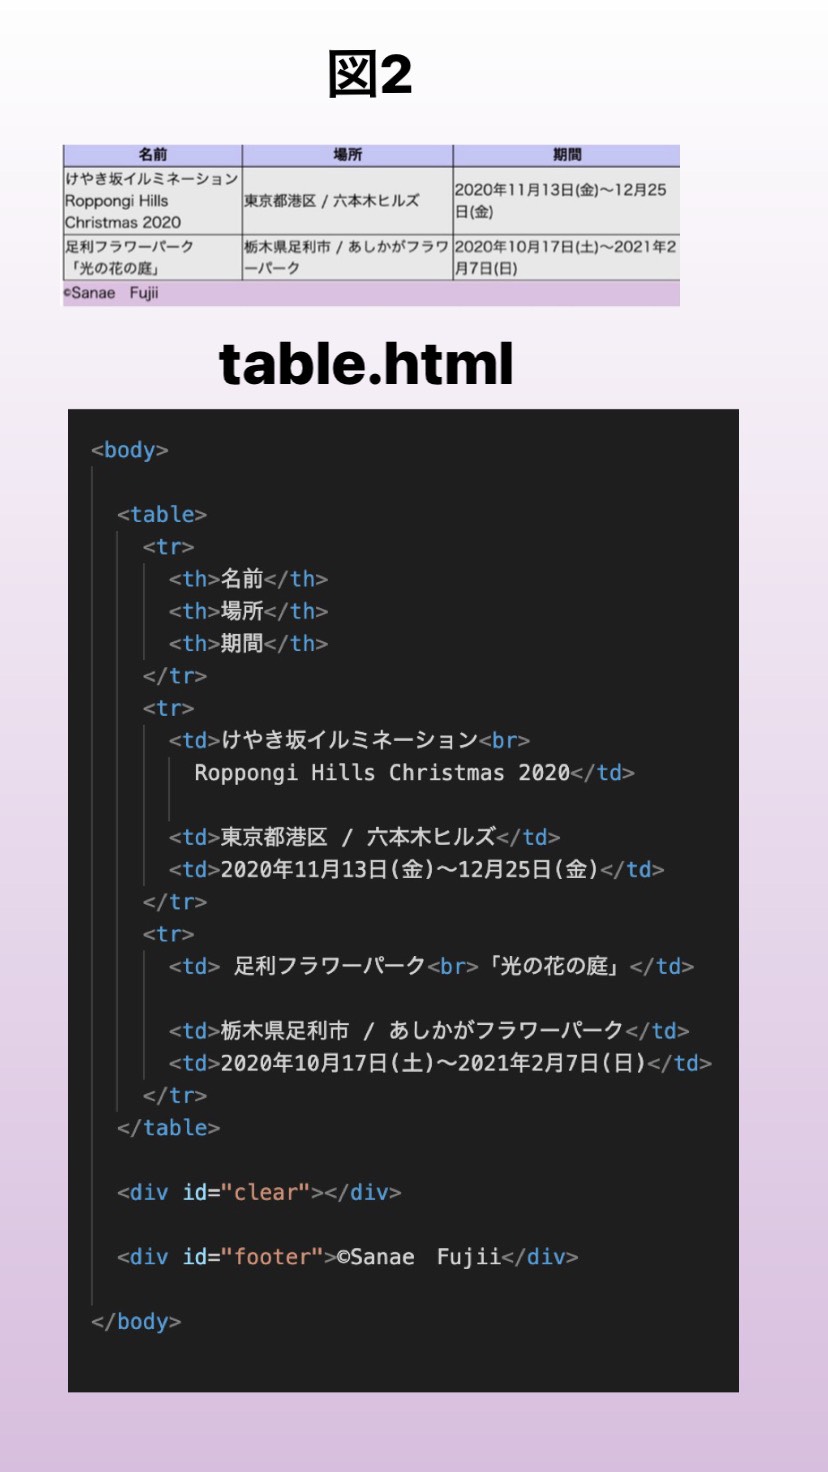 図2
名前 場所 期間
けやき坂イルミネーション
Roppongi Hills
Christmas 2020
東京都港区 / 六本木ヒルズ
2020年11月13日(金)〜12月25
日(金)
足利フラワーパーク
「光の花の庭」
栃木県足利市 / あしかがフラワ
ーパーク
2020年10月17日(土)〜2021年2
月7日(日)
©Sanae　Fujii
table.html
<body>
<table>
<tr>
<th>名前</th>
<th>場所</th>
<th>期間</th>
</tr>
<tr>
<td>けやき坂イルミネーション<br>
Roppongi Hills Christmas 2020</td>
<td>東京都港区 / 六本木ヒルズ</td>
<td>2020年11月13日(金)〜12月25日(金)</td>
</tr>
<tr>
<td> 足利フラワーパーク<br>「光の花の庭」</td>
<td>栃木県足利市 / あしかがフラワーパーク</td>
<td>2020年10月17日(土)〜2021年2月7日(日)</td>
</tr>
</table>
<div id="clear"></div>
<div id="footer">©Sanae　Fujii</div>
</body>